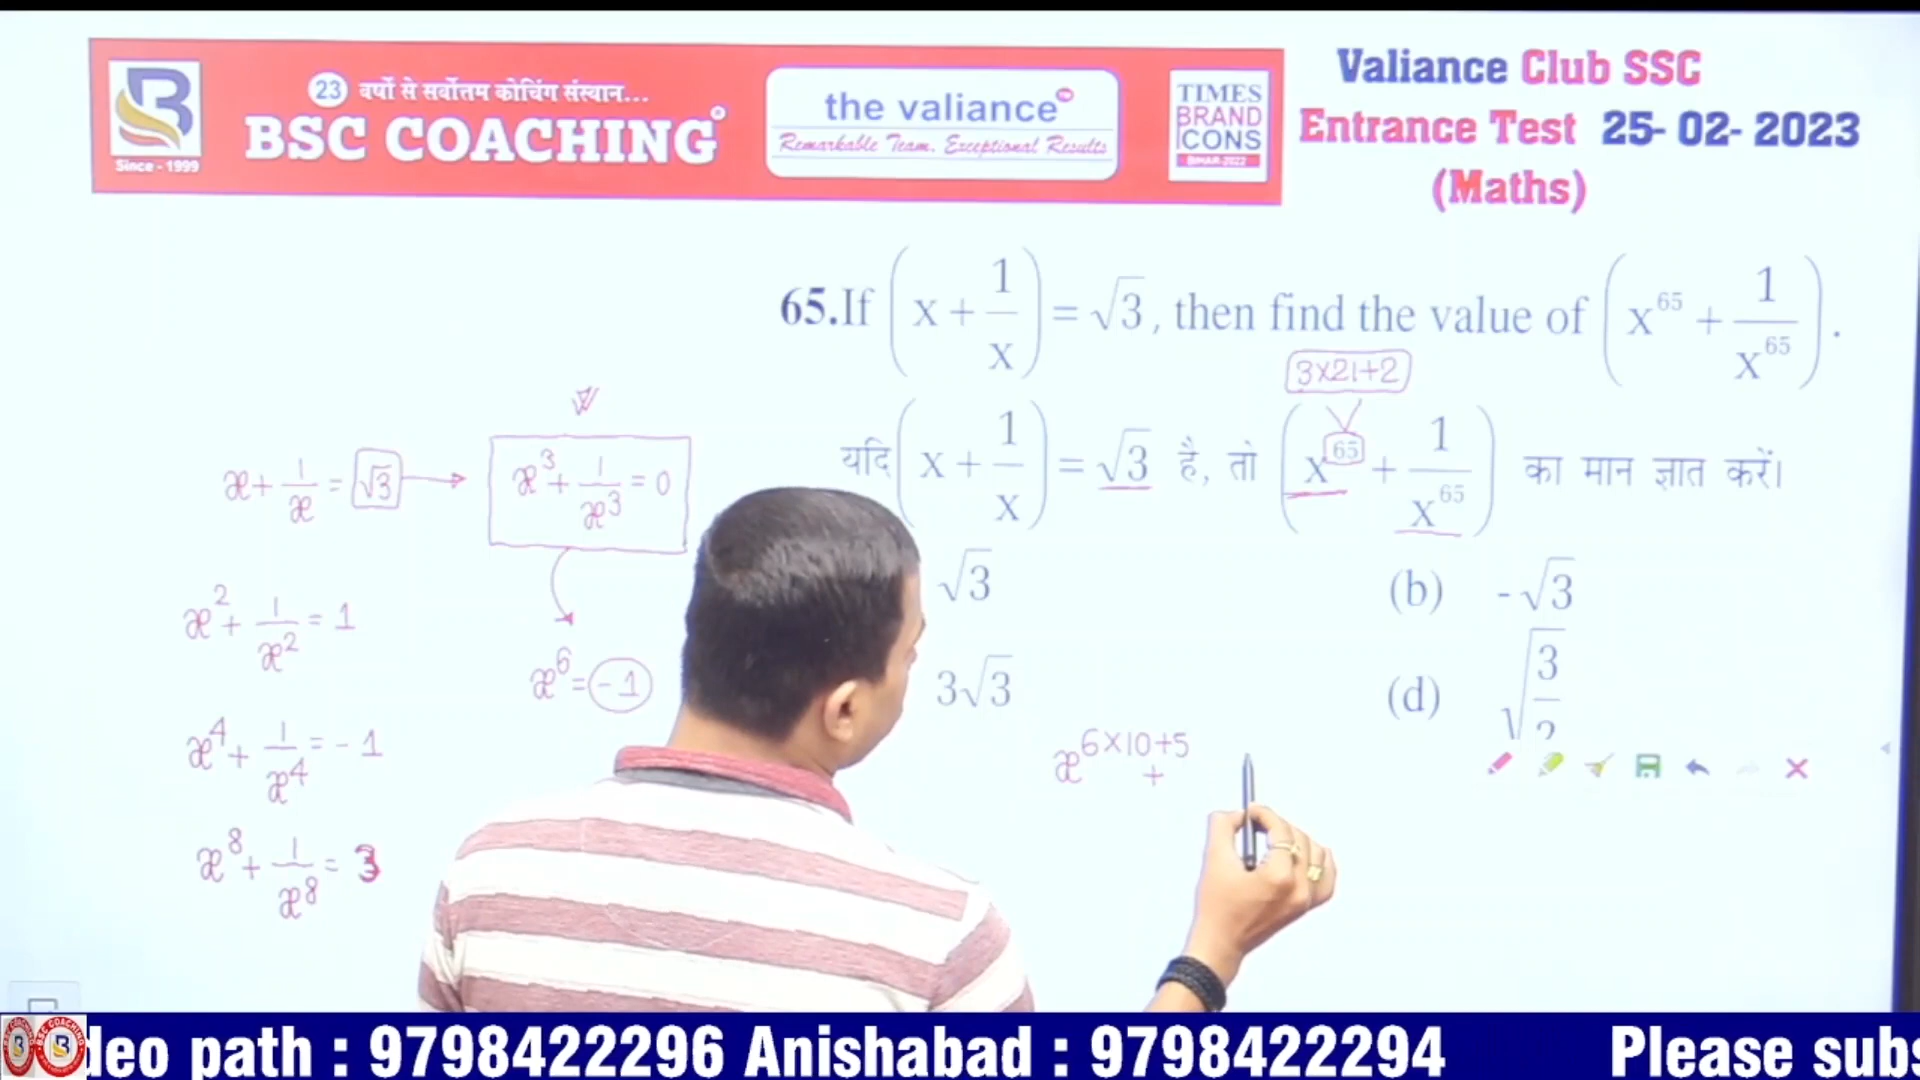 B
Since - 1999
23 वर्षों से सर्वोत्तम कोचिंग संस्थान...
BSC COACHING
the valiance
Remarkable Team, Exceptional Results
TIMES
BRAND
ICONS
BIHAR-2022
Valiance Club SSC
Entrance Test 25- 02- 2023
(Maths)
65.If (x + 1/x) = √3, then find the value of (x^65 + 1/x^65).
3×21+2
यदि (x + 1/x) = √3 है, तो (x^65 + 1/x^65) का मान ज्ञात करें।
√3
(b) -√3
3√3
(d) √(3/2)
x + 1/x = √3 → x^3 + 1/x^3 = 0
x^2 + 1/x^2 = 1
x^6 = -1
x^4 + 1/x^4 = -1
x^8 + 1/x^8 = 3
x^6×10+5 +
deo path : 9798422296 Anishabad : 9798422294 Please subs